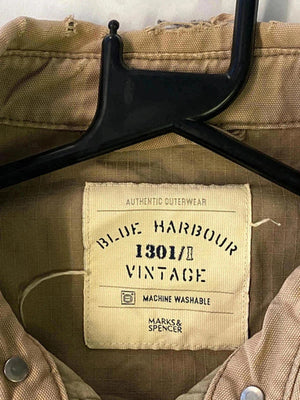 AUTHENTIC OUTERWEAR
BLUE HARBOUR
1301/I
VINTAGE
MACHINE WASHABLE
MARKS&
SPENCER